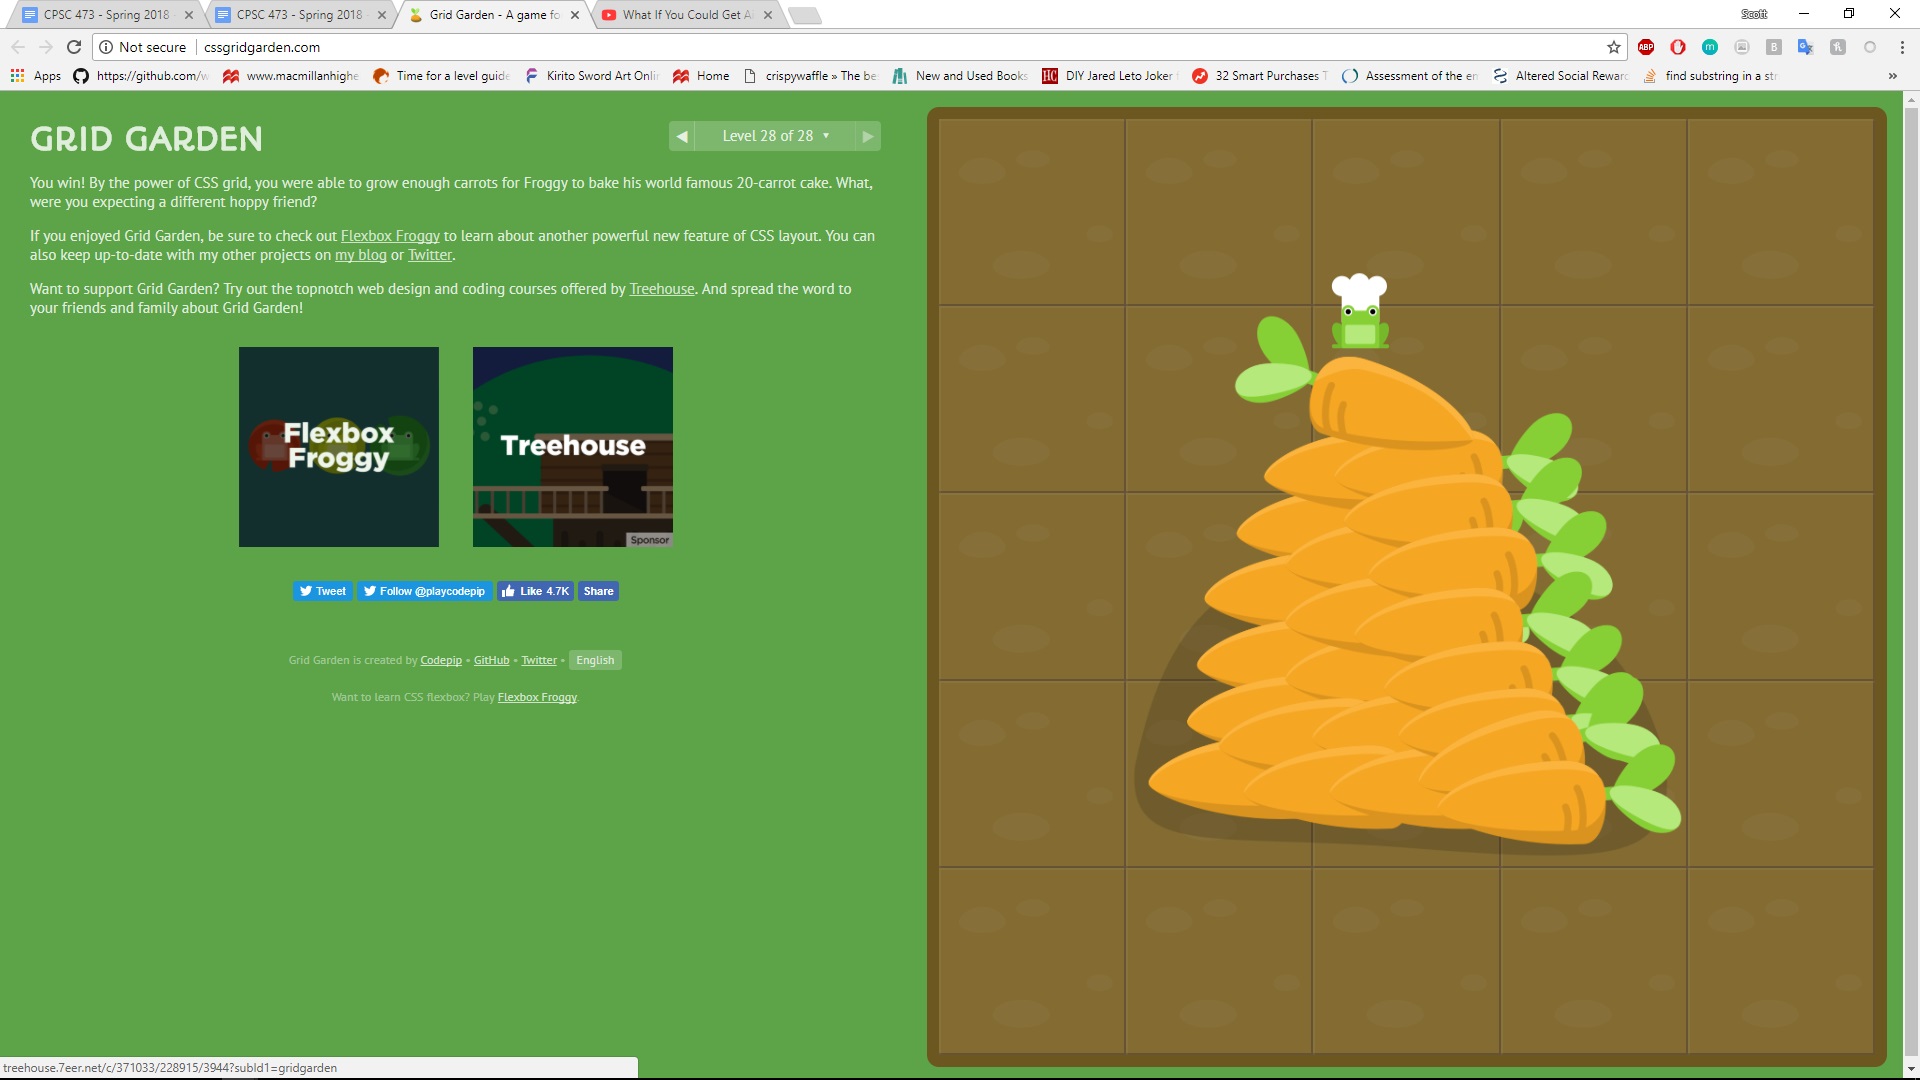 CPSC 473 - Spring 2018 -
CPSC 473 - Spring 2018 -
Grid Garden - A game fo
What If You Could Get A
Scott
Not secure
cssgridgarden.com
ABP
m
B
Apps
https://github.com/w
www.macmillanhighe
Time for a level guide
Kirito Sword Art Onlin
Home
crispywaffle » The be
New and Used Books
HC
DIY Jared Leto Joker
32 Smart Purchases T
Assessment of the en
Altered Social Reward
find substring in a str
»
GRID GARDEN
Level 28 of 28
You win! By the power of CSS grid, you were able to grow enough carrots for Froggy to bake his world famous 20-carrot cake. What,
were you expecting a different hoppy friend?
If you enjoyed Grid Garden, be sure to check out Flexbox Froggy to learn about another powerful new feature of CSS layout. You can
also keep up-to-date with my other projects on my blog or Twitter.
Want to support Grid Garden? Try out the topnotch web design and coding courses offered by Treehouse. And spread the word to
your friends and family about Grid Garden!
Flexbox
Froggy
Treehouse
Sponsor
Tweet
Follow @playcodepip
Like 4.7K
Share
Grid Garden is created by Codepip • GitHub • Twitter • English
Want to learn CSS flexbox? Play Flexbox Froggy.
treehouse.7eer.net/c/371033/228915/3944?subId1=gridgarden